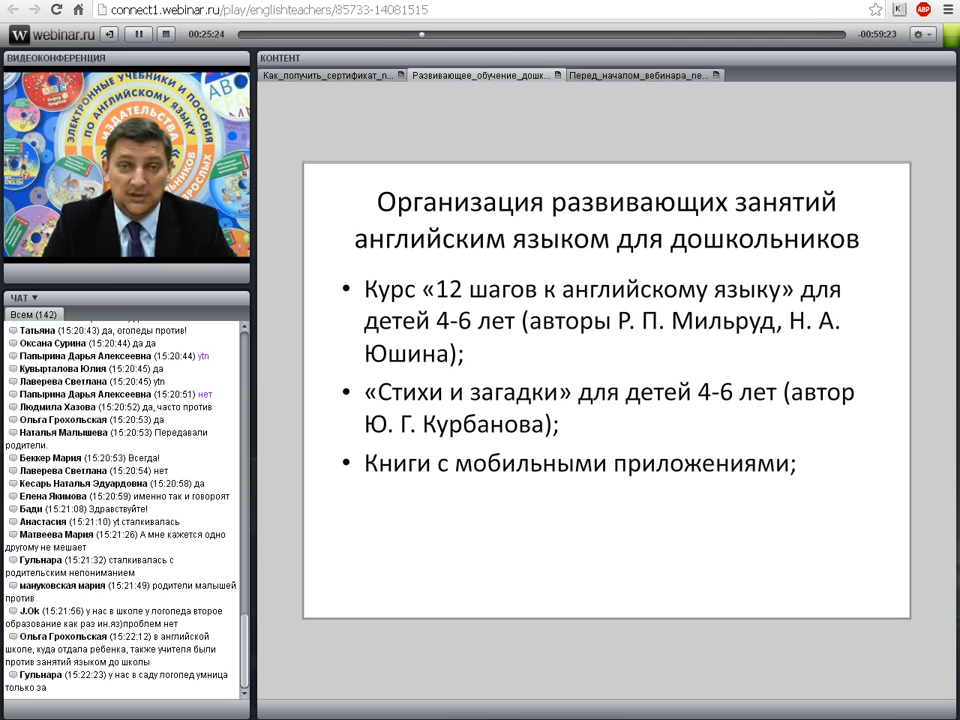 connect1.webinar.ru/play/englishteachers/85733-14081515
K
ABP
W webinar.ru
00:25:24
-00:59:23
ВИДЕОКОНФЕРЕНЦИЯ
КОНТЕНТ
Как_получить_сертификат_п...
Развивающее_обучение_дошк...
Перед_началом_вебинара_пе...
ЭЛЕКТРОННЫЕ УЧЕБНИКИ И ПОСОБИЯ
ПО АНГЛИЙСКОМУ ЯЗЫКУ
ИЗДАТЕЛЬСТВА
ENGLISH
Организация развивающих занятий
английским языком для дошкольников
• Курс «12 шагов к английскому языку» для
детей 4-6 лет (авторы Р. П. Мильруд, Н. А.
Юшина);
• «Стихи и загадки» для детей 4-6 лет (автор
Ю. Г. Курбанова);
• Книги с мобильными приложениями;
ЧАТ ▼
Всем (142)
Татьяна (15:20:43) да, огопеды против!
Оксана Сурина (15:20:44) да да
Папырина Дарья Алексеевна (15:20:44) ytn
Кувырталова Юлия (15:20:45) да
Лаверева Светлана (15:20:45) ytn
Папырина Дарья Алексеевна (15:20:51) нет
Людмила Хазова (15:20:52) да, часто против
Ольга Грохольская (15:20:53) да
Наталья Малышева (15:20:53) Передавали
родители.
Беккер Мария (15:20:53) Всегда!
Лаверева Светлана (15:20:54) нет
Кесарь Наталья Эдуардовна (15:20:58) да
Елена Якимова (15:20:59) именно так и говороят
Бади (15:21:08) Здравствуйте!
Анастасия (15:21:10) yt сталкивалась
Матвеева Мария (15:21:26) А мне кажется одно
другому не мешает
Гульнара (15:21:32) сталкивалась с
родительским непониманием
мануковская мария (15:21:49) родители малышей
против
J.Ok (15:21:56) у нас в школе у логопеда второе
образование как раз ин.яз)проблем нет
Ольга Грохольская (15:22:12) в английской
школе, куда отдала ребенка, также учителя были
против занятий языком до школы
Гульнара (15:22:23) у нас в саду логопед умница
только за